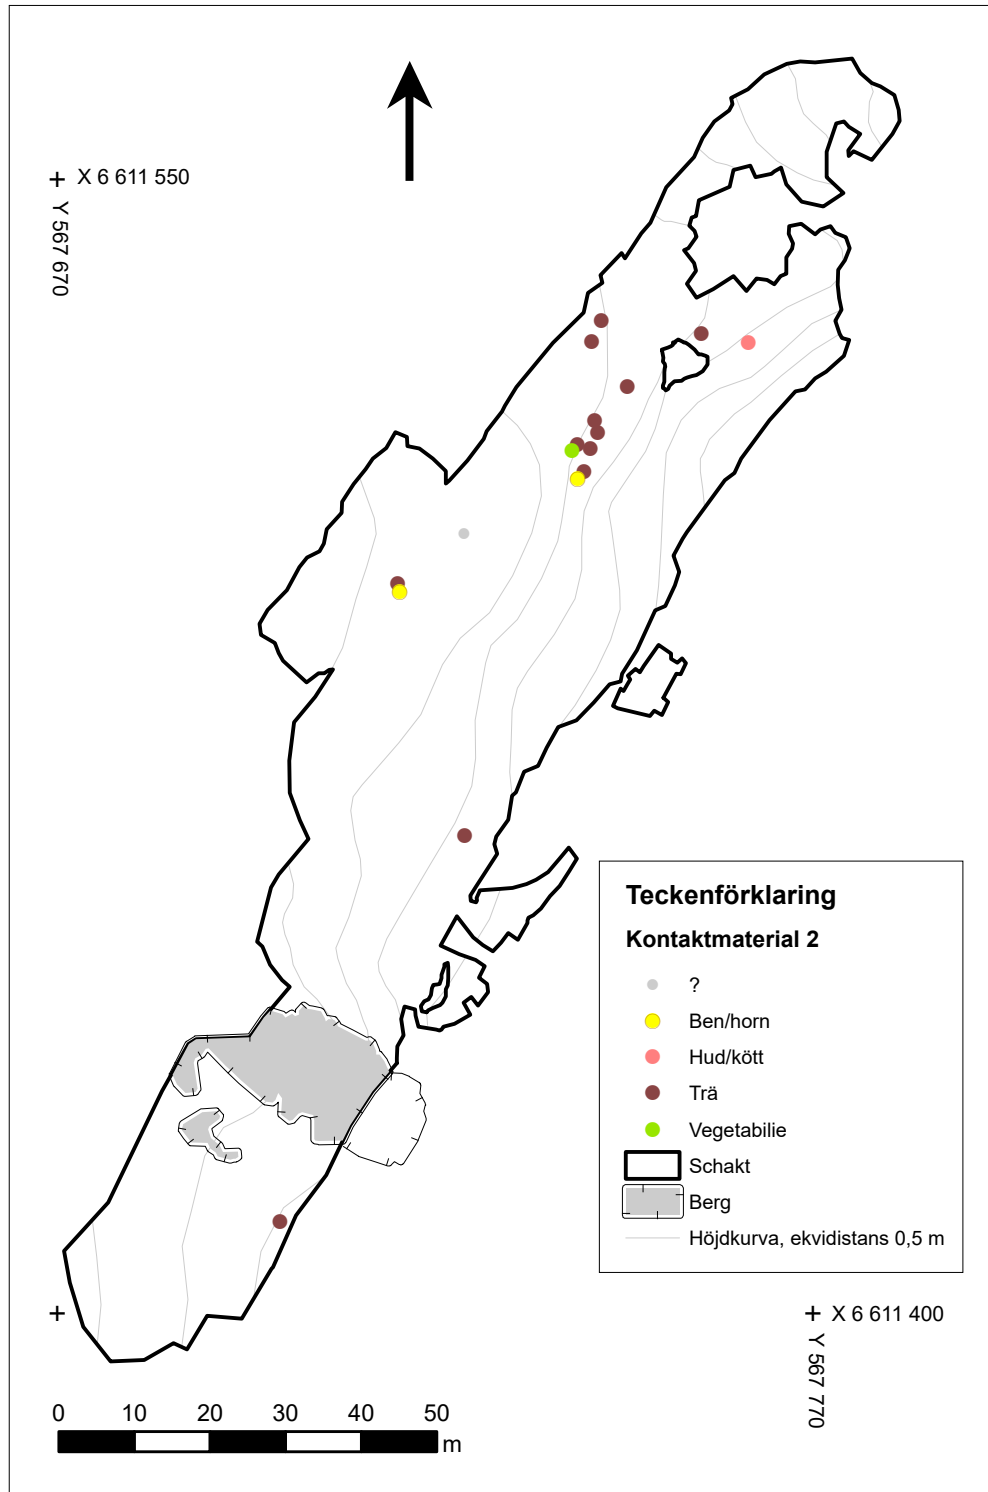 X 6 611 550
Y 567 670
Teckenförklaring
Kontaktmaterial 2
?
Ben/horn
Hud/kött
Trä
Vegetabilie
Schakt
Berg
Höjdkurva, ekvidistans 0,5 m
X 6 611 400
Y 567 770
0 10 20 30 40 50
m